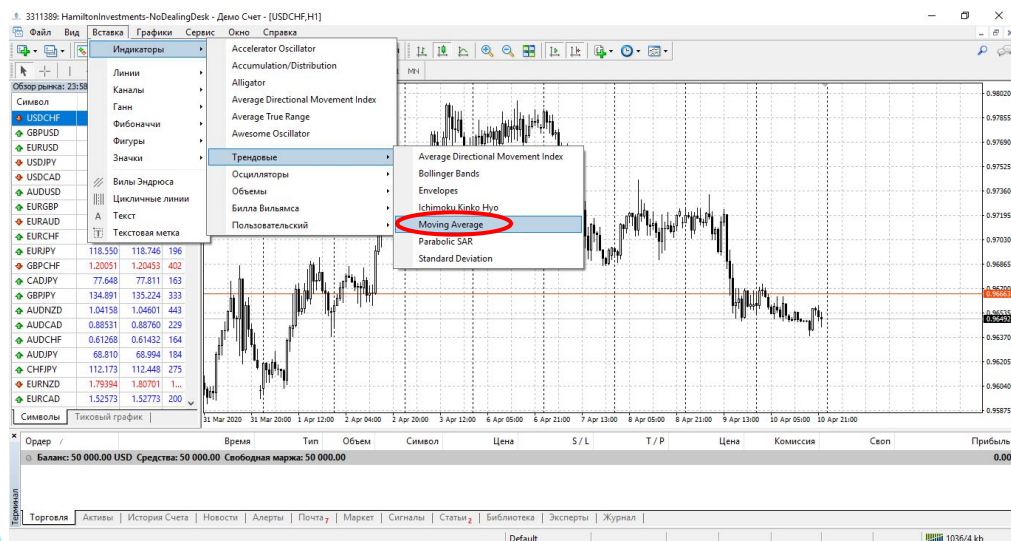 3311389: HamiltonInvestments-NoDealingDesk - Демо Счет - [USDCHF,H1]
Файл Вид Вставка Графики Сервис Окно Справка
Индикаторы
Линии
Каналы
Ганн
Фибоначчи
Фигуры
Значки
Вилы Эндрюса
Цикличные линии
A Текст
Текстовая метка
Accelerator Oscillator
Accumulation/Distribution
Alligator
Average Directional Movement Index
Average True Range
Awesome Oscillator
Трендовые
Осцилляторы
Объемы
Билла Вильямса
Пользовательский
Average Directional Movement Index
Bollinger Bands
Envelopes
Ichimoku Kinko Hyo
Moving Average
Parabolic SAR
Standard Deviation
MN
Обзор рынка: 23:58
Символ
USDCHF
GBPUSD
EURUSD
USDJPY
USDCAD
AUDUSD
EURGBP
EURAUD
EURCHF
EURJPY 118.550 118.746 196
GBPCHF 1.20051 1.20453 402
CADJPY 77.648 77.811 163
GBPJPY 134.891 135.224 333
AUDNZD 1.04158 1.04601 443
AUDCAD 0.88531 0.88760 229
AUDCHF 0.61268 0.61432 164
AUDJPY 68.810 68.994 184
CHFJPY 112.173 112.448 275
EURNZD 1.79394 1.80701 1...
EURCAD 1.52573 1.52773 200
Символы Тиковый график
0.98020
0.97855
0.97690
0.97525
0.97360
0.97195
0.97030
0.96865
0.96700
0.96663
0.96535
0.96492
0.96370
0.96205
0.96040
0.95875
31 Mar 2020 31 Mar 20:00 1 Apr 12:00 2 Apr 04:00 2 Apr 20:00 3 Apr 12:00 6 Apr 05:00 6 Apr 21:00 7 Apr 13:00 8 Apr 05:00 8 Apr 21:00 9 Apr 13:00 10 Apr 05:00 10 Apr 21:00
Ордер / Время Тип Объем Символ Цена S / L T / P Цена Комиссия Своп Прибыль
Баланс: 50 000.00 USD Средства: 50 000.00 Свободная маржа: 50 000.00 0.00
Терминал
Торговля Активы История Счета Новости Алерты Почта 7 Маркет Сигналы Статьи 2 Библиотека Эксперты Журнал
Default 1036/4 kb